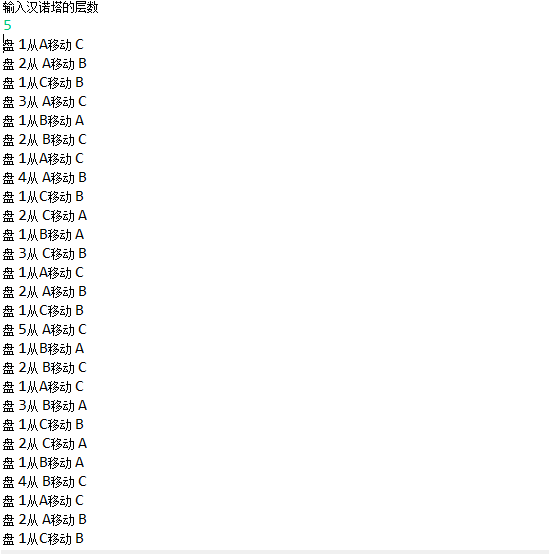 输入汉诺塔的层数
5
盘 1从A移动 C
盘 2从 A移动 B
盘 1从C移动 B
盘 3从 A移动 C
盘 1从B移动 A
盘 2从 B移动 C
盘 1从A移动 C
盘 4从 A移动 B
盘 1从C移动 B
盘 2从 C移动 A
盘 1从B移动 A
盘 3从 C移动 B
盘 1从A移动 C
盘 2从 A移动 B
盘 1从C移动 B
盘 5从 A移动 C
盘 1从B移动 A
盘 2从 B移动 C
盘 1从A移动 C
盘 3从 B移动 A
盘 1从C移动 B
盘 2从 C移动 A
盘 1从B移动 A
盘 4从 B移动 C
盘 1从A移动 C
盘 2从 A移动 B
盘 1从C移动 B